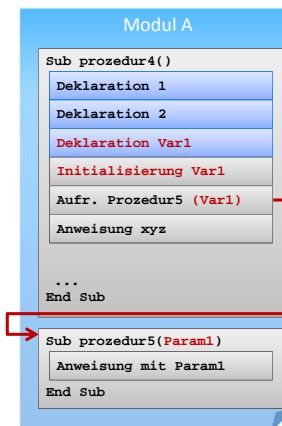 Modul A
Sub prozedur4()
Deklaration 1
Deklaration 2
Deklaration Var1
Initialisierung Var1
Aufr. Prozedur5 (Var1)
Anweisung xyz
...
End Sub
Sub prozedur5(Param1)
Anweisung mit Param1
End Sub